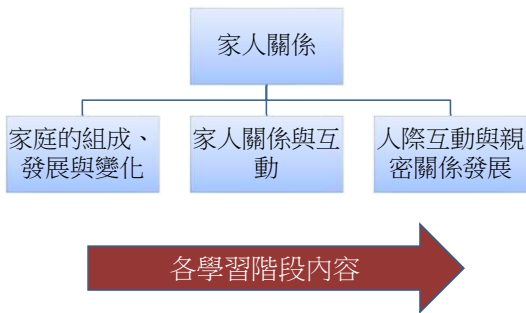 家人關係
家庭的組成、
發展與變化
家人關係與互
動
人際互動與親
密關係發展
各學習階段內容